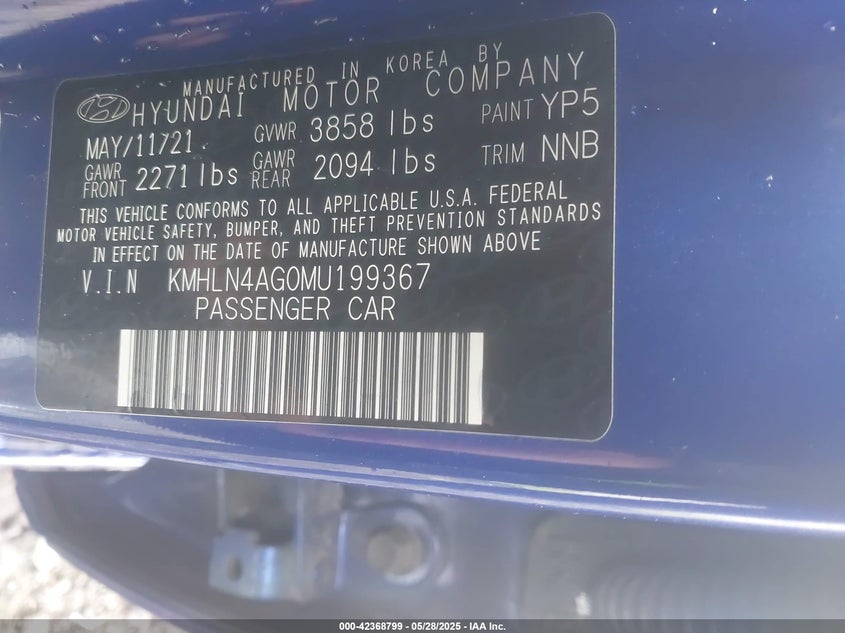 MANUFACTURED IN KOREA BY
HYUNDAI MOTOR COMPANY
MAY/11/21 GVWR 3858 lbs PAINT YP5
GAWR FRONT 2271 lbs GAWR REAR 2094 lbs TRIM NNB
THIS VEHICLE CONFORMS TO ALL APPLICABLE U.S.A. FEDERAL
MOTOR VEHICLE SAFETY, BUMPER, AND THEFT PREVENTION STANDARDS
IN EFFECT ON THE DATE OF MANUFACTURE SHOWN ABOVE
V.I.N KMHLN4AG0MU199367
PASSENGER CAR
000-42368799 - 05/28/2025 - IAA Inc.